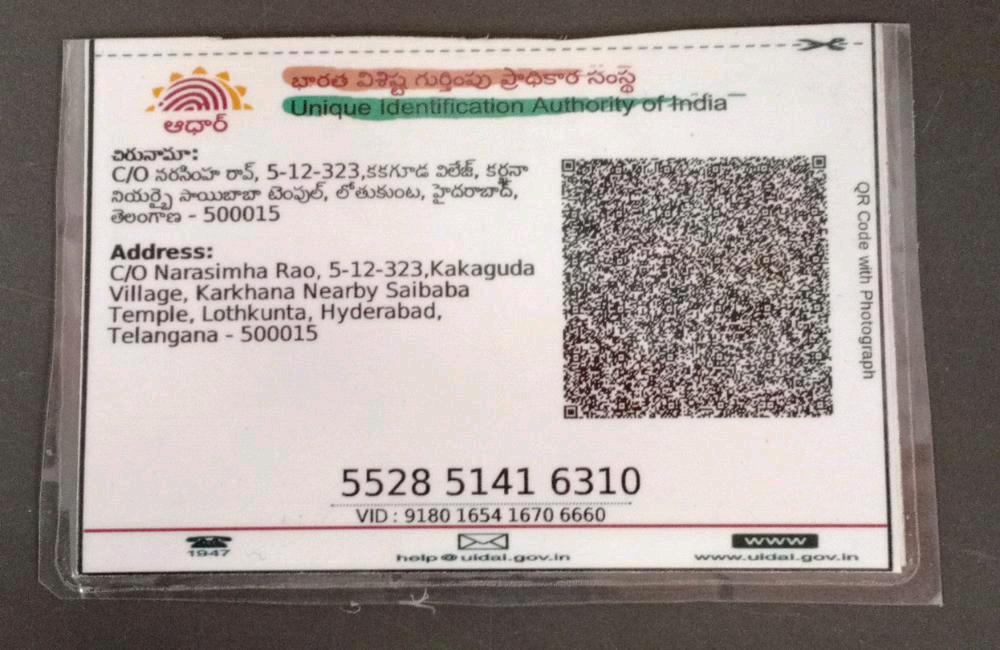 భారత విశిష్ట గుర్తింపు ప్రాధికార సంస్థ
Unique Identification Authority of India
ఆధార్
చిరునామా:
C/O నరసింహ రావ్, 5-12-323,కకగూడ విలేజ్, కర్ఖనా
నియర్బై సాయిబాబా టెంపుల్, లోతుకుంట, హైదరాబాద్,
తెలంగాణ - 500015
Address:
C/O Narasimha Rao, 5-12-323,Kakaguda
Village, Karkhana Nearby Saibaba
Temple, Lothkunta, Hyderabad,
Telangana - 500015
QR Code with Photograph
5528 5141 6310
VID : 9180 1654 1670 6660
1947
help@uidai.gov.in
WWW
www.uidai.gov.in